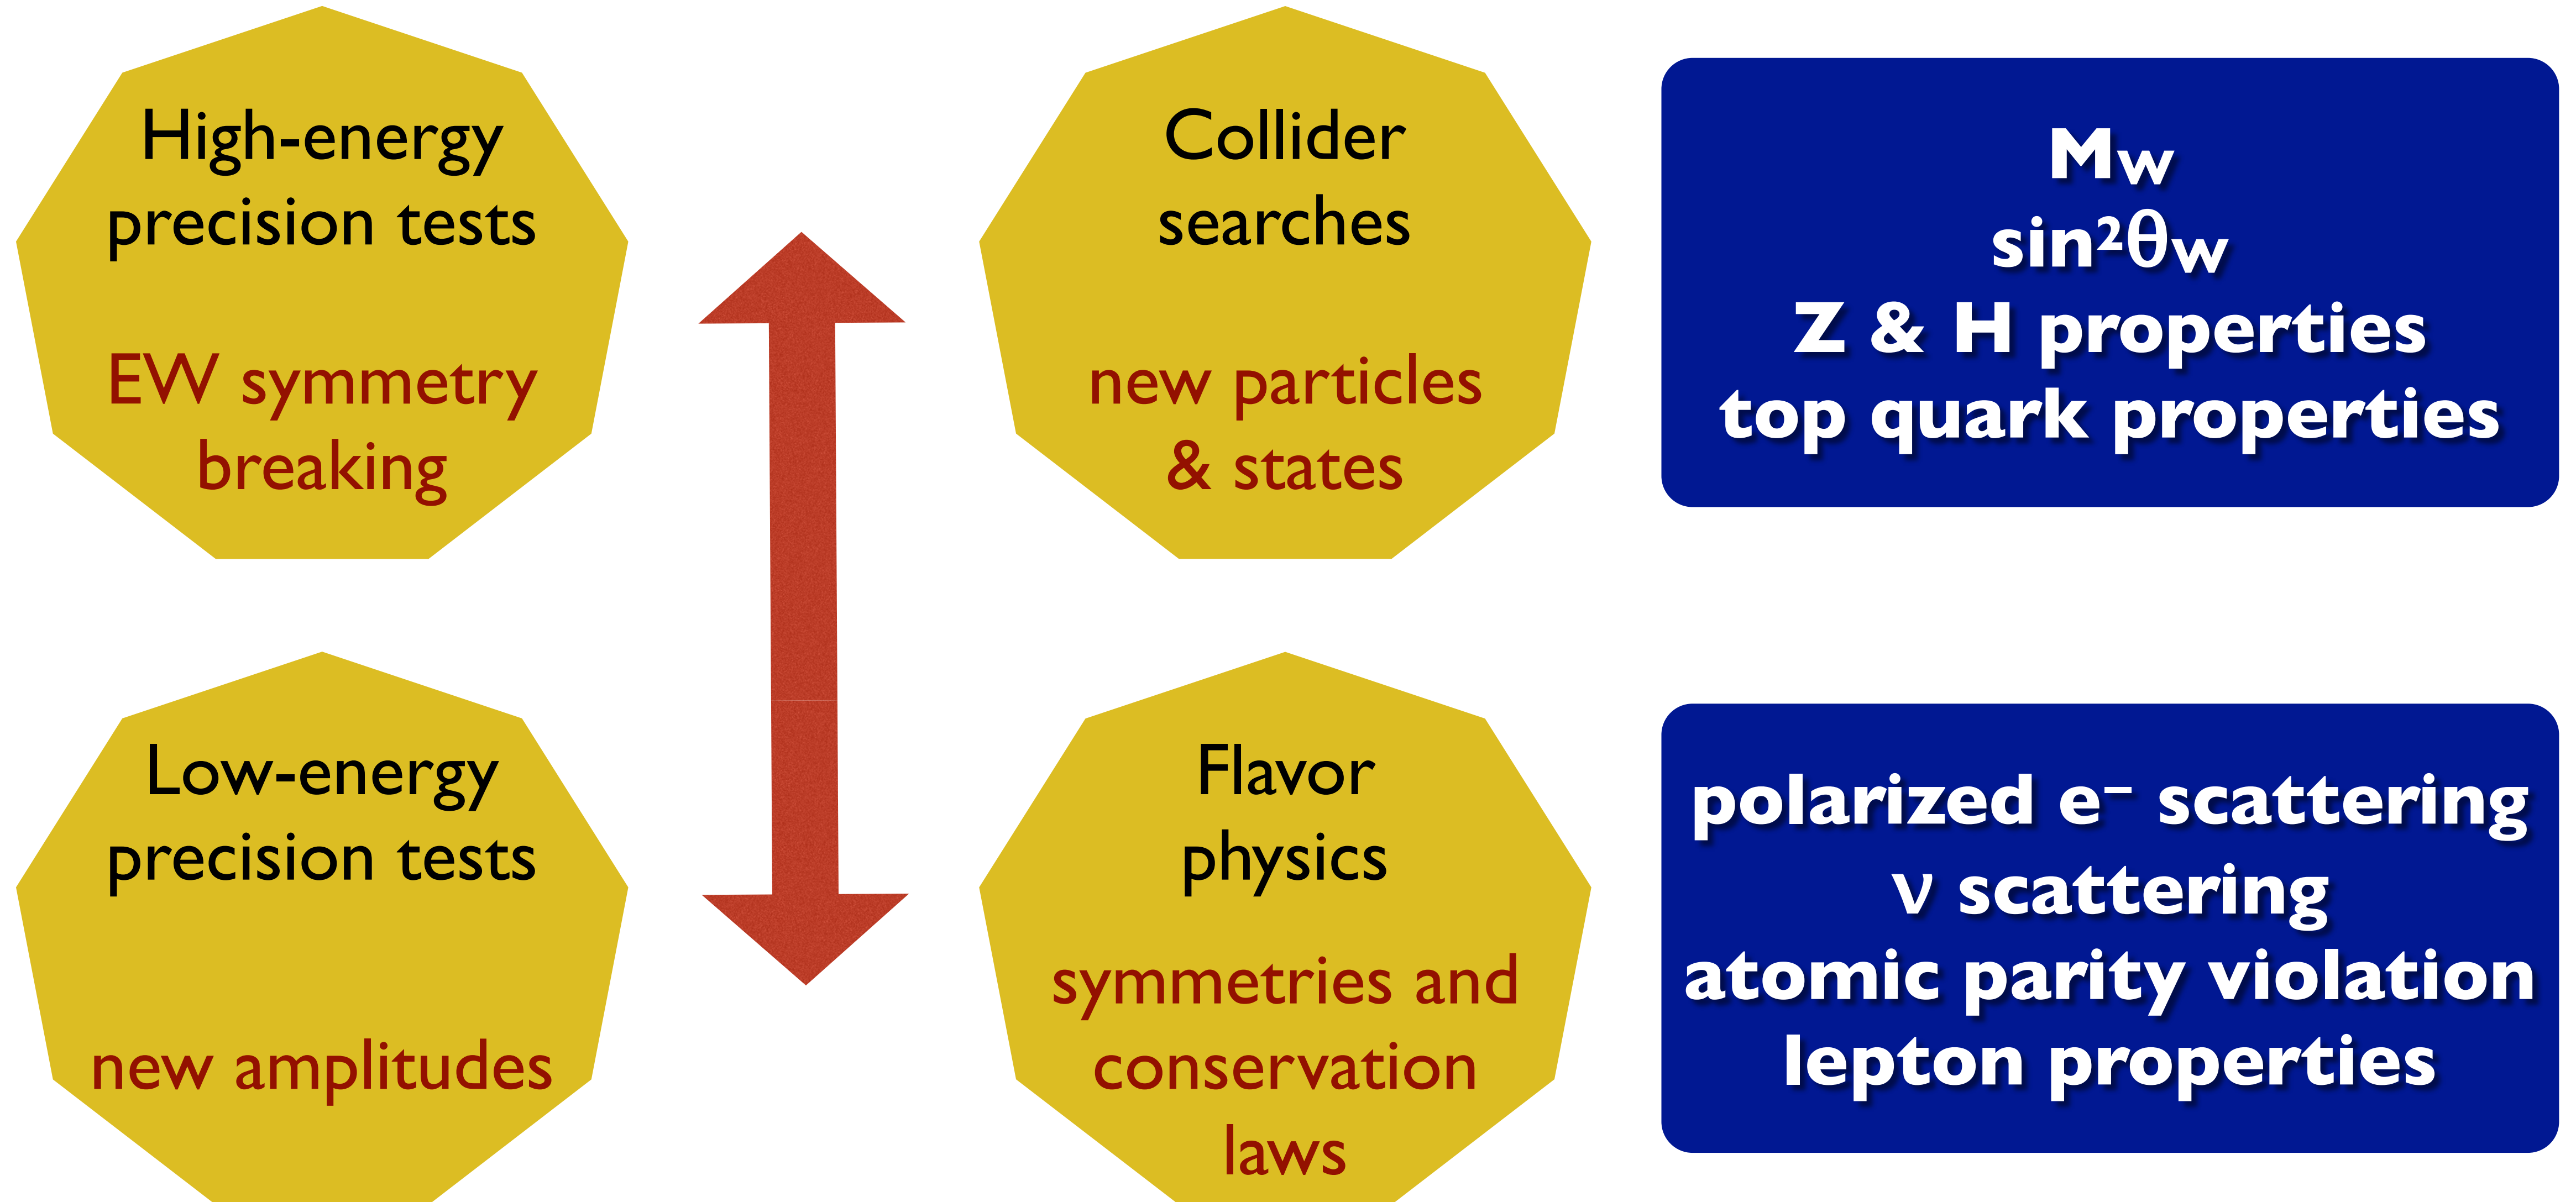 High-energy
precision tests
EW symmetry
breaking
Collider
searches
new particles
& states
Mw
sin²θw
Z & H properties
top quark properties
Low-energy
precision tests
new amplitudes
Flavor
physics
symmetries and
conservation
laws
polarized e⁻ scattering
ν scattering
atomic parity violation
lepton properties